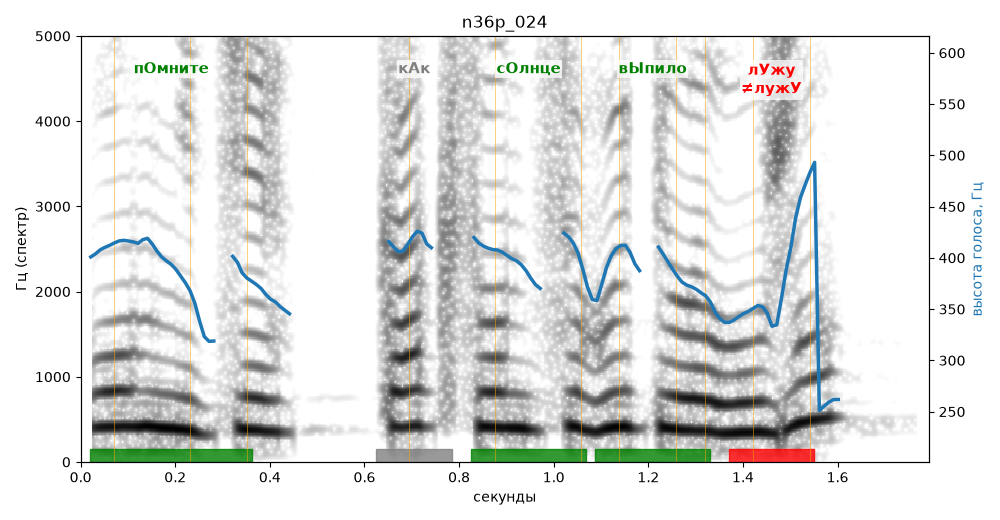 n36p_024
пОмните кАк сОлнце вЫпило лУжу
≠лужУ
Гц (спектр)
5000
4000
3000
2000
1000
0
0.0 0.2 0.4 0.6 0.8 1.0 1.2 1.4 1.6
секунды
600
550
500
450
400
350
300
250
высота голоса, Гц